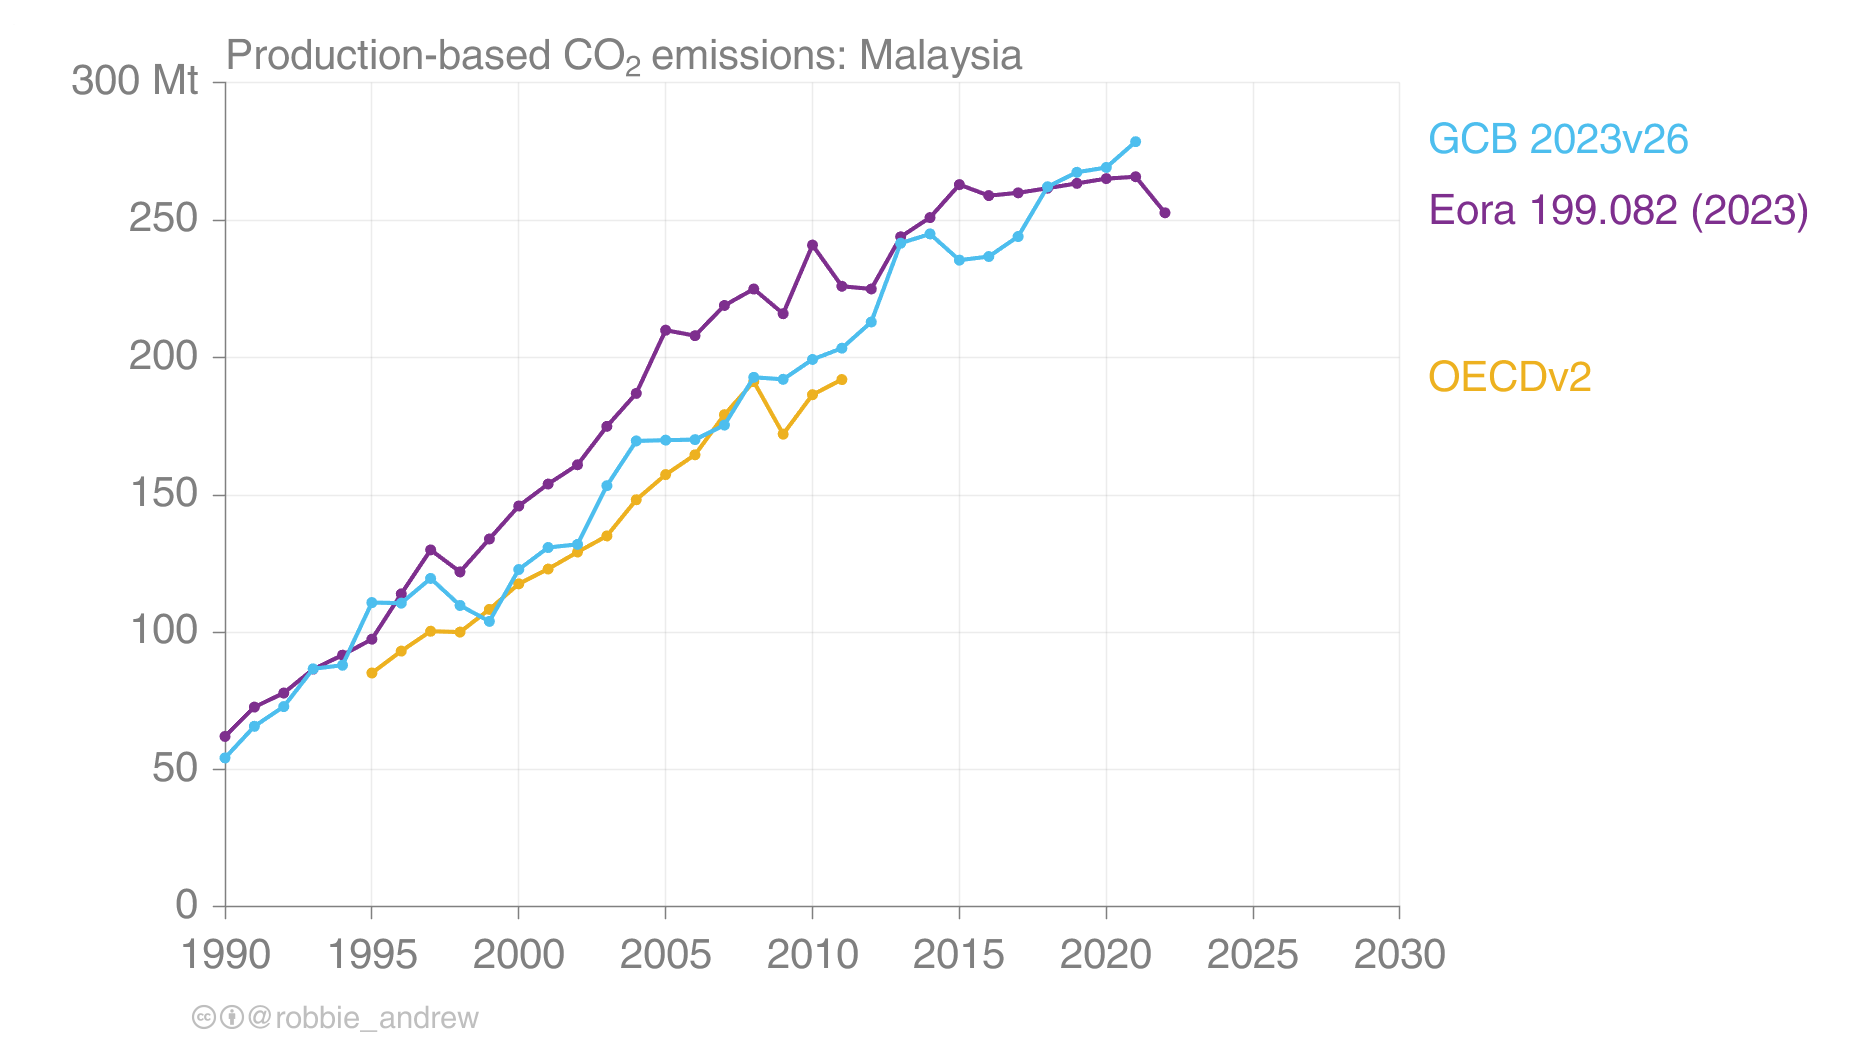 Production-based CO₂ emissions: Malaysia
300 Mt
250
200
150
100
50
0
1990 1995 2000 2005 2010 2015 2020 2025 2030
GCB 2023v26
Eora 199.082 (2023)
OECDv2
cc @robbie_andrew